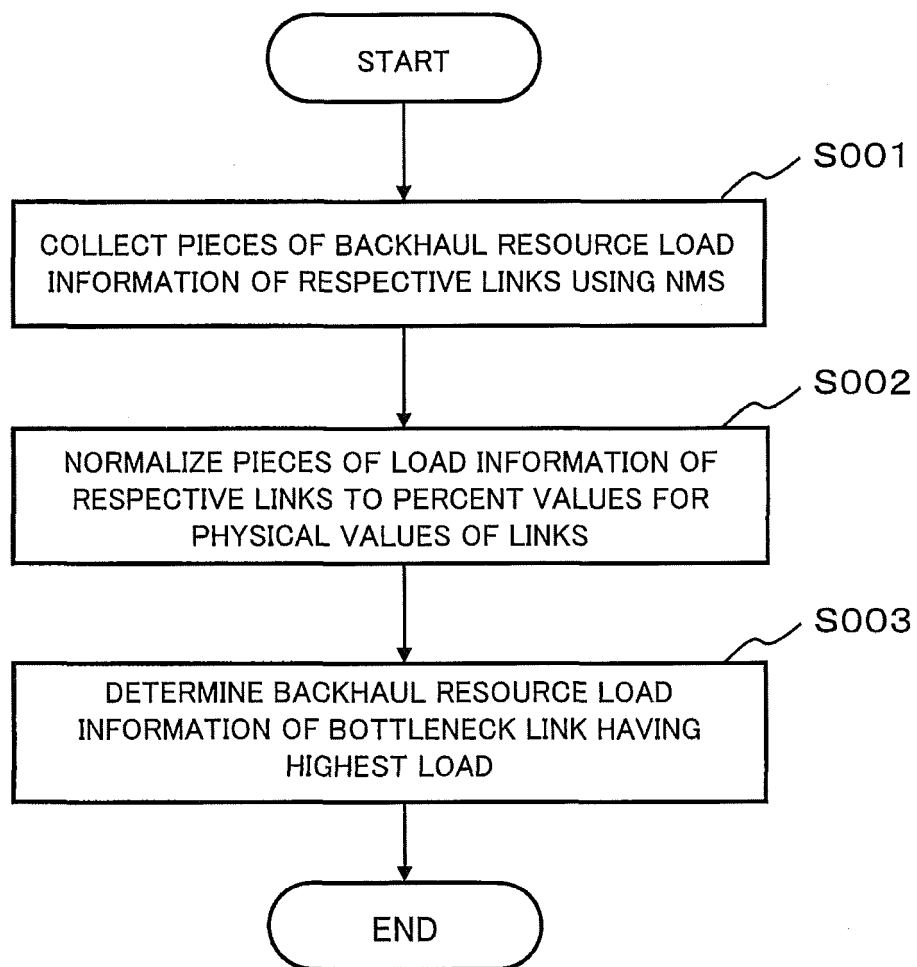 START
S001
COLLECT PIECES OF BACKHAUL RESOURCE LOAD
INFORMATION OF RESPECTIVE LINKS USING NMS
S002
NORMALIZE PIECES OF LOAD INFORMATION OF
RESPECTIVE LINKS TO PERCENT VALUES FOR
PHYSICAL VALUES OF LINKS
S003
DETERMINE BACKHAUL RESOURCE LOAD
INFORMATION OF BOTTLENECK LINK HAVING
HIGHEST LOAD
END